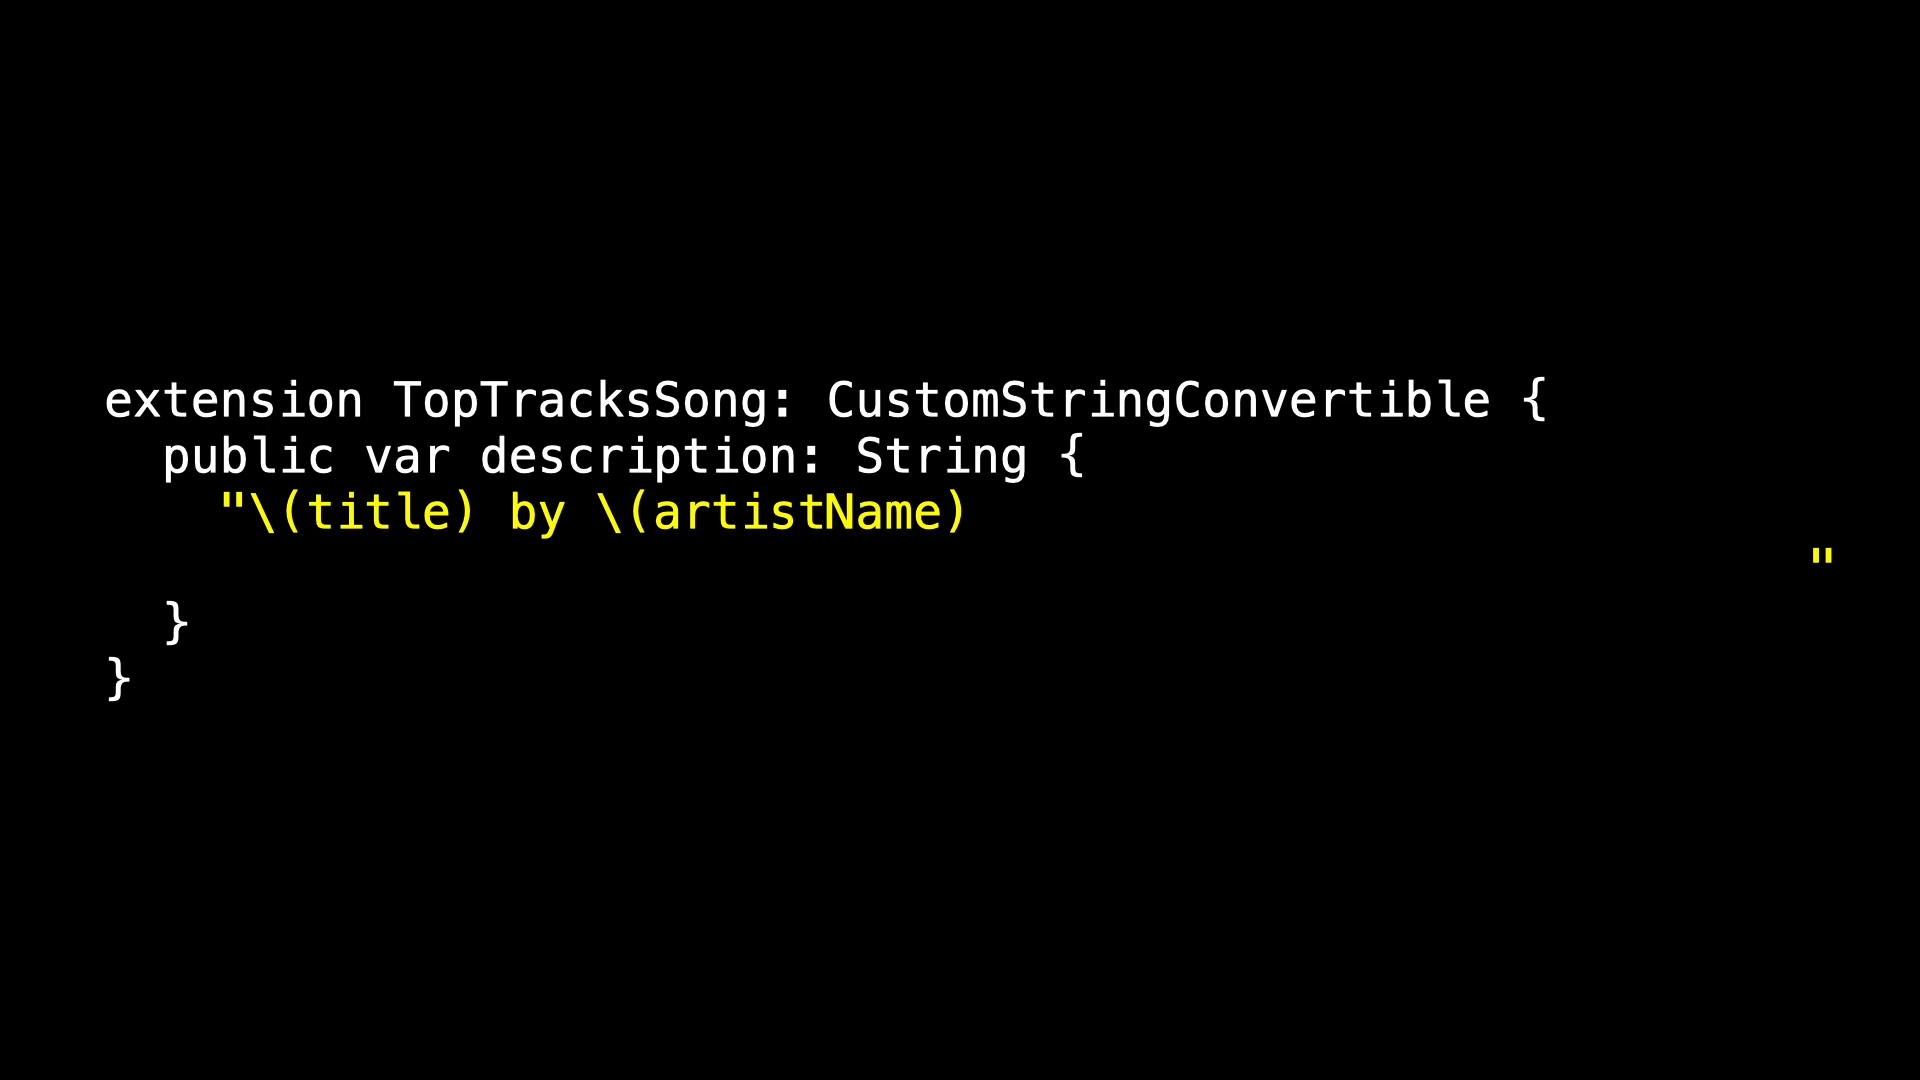 extension TopTracksSong: CustomStringConvertible {
  public var description: String {
    "\(title) by \(artistName)
                                                           "
  }
}